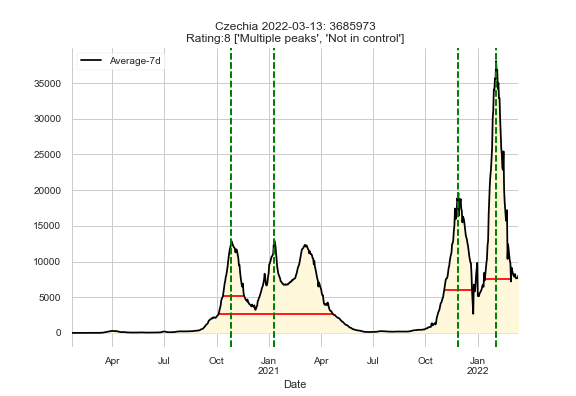 Czechia 2022-03-13: 3685973
Rating:8 ['Multiple peaks', 'Not in control']
Average-7d
35000
30000
25000
20000
15000
10000
5000
0
Apr Jul Oct Jan Apr Jul Oct Jan
2021 2022
Date